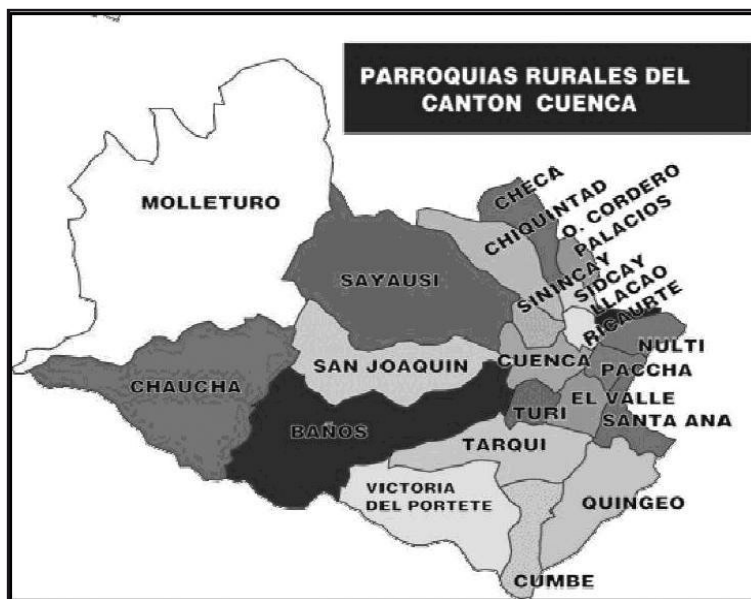 PARROQUIAS RURALES DEL
CANTON CUENCA
CHECA
CHIQUINTAD
O. CORDERO
PALACIOS
MOLLETURO
SAYAUSI
SININCAY
SIDCAY
LLACAO
RICAURTE
NULTI
SAN JOAQUIN
CUENCA
PACCHA
CHAUCHA
EL VALLE
TURI
SANTA ANA
BAÑOS
TARQUI
VICTORIA
DEL PORTETE
QUINGEO
CUMBE